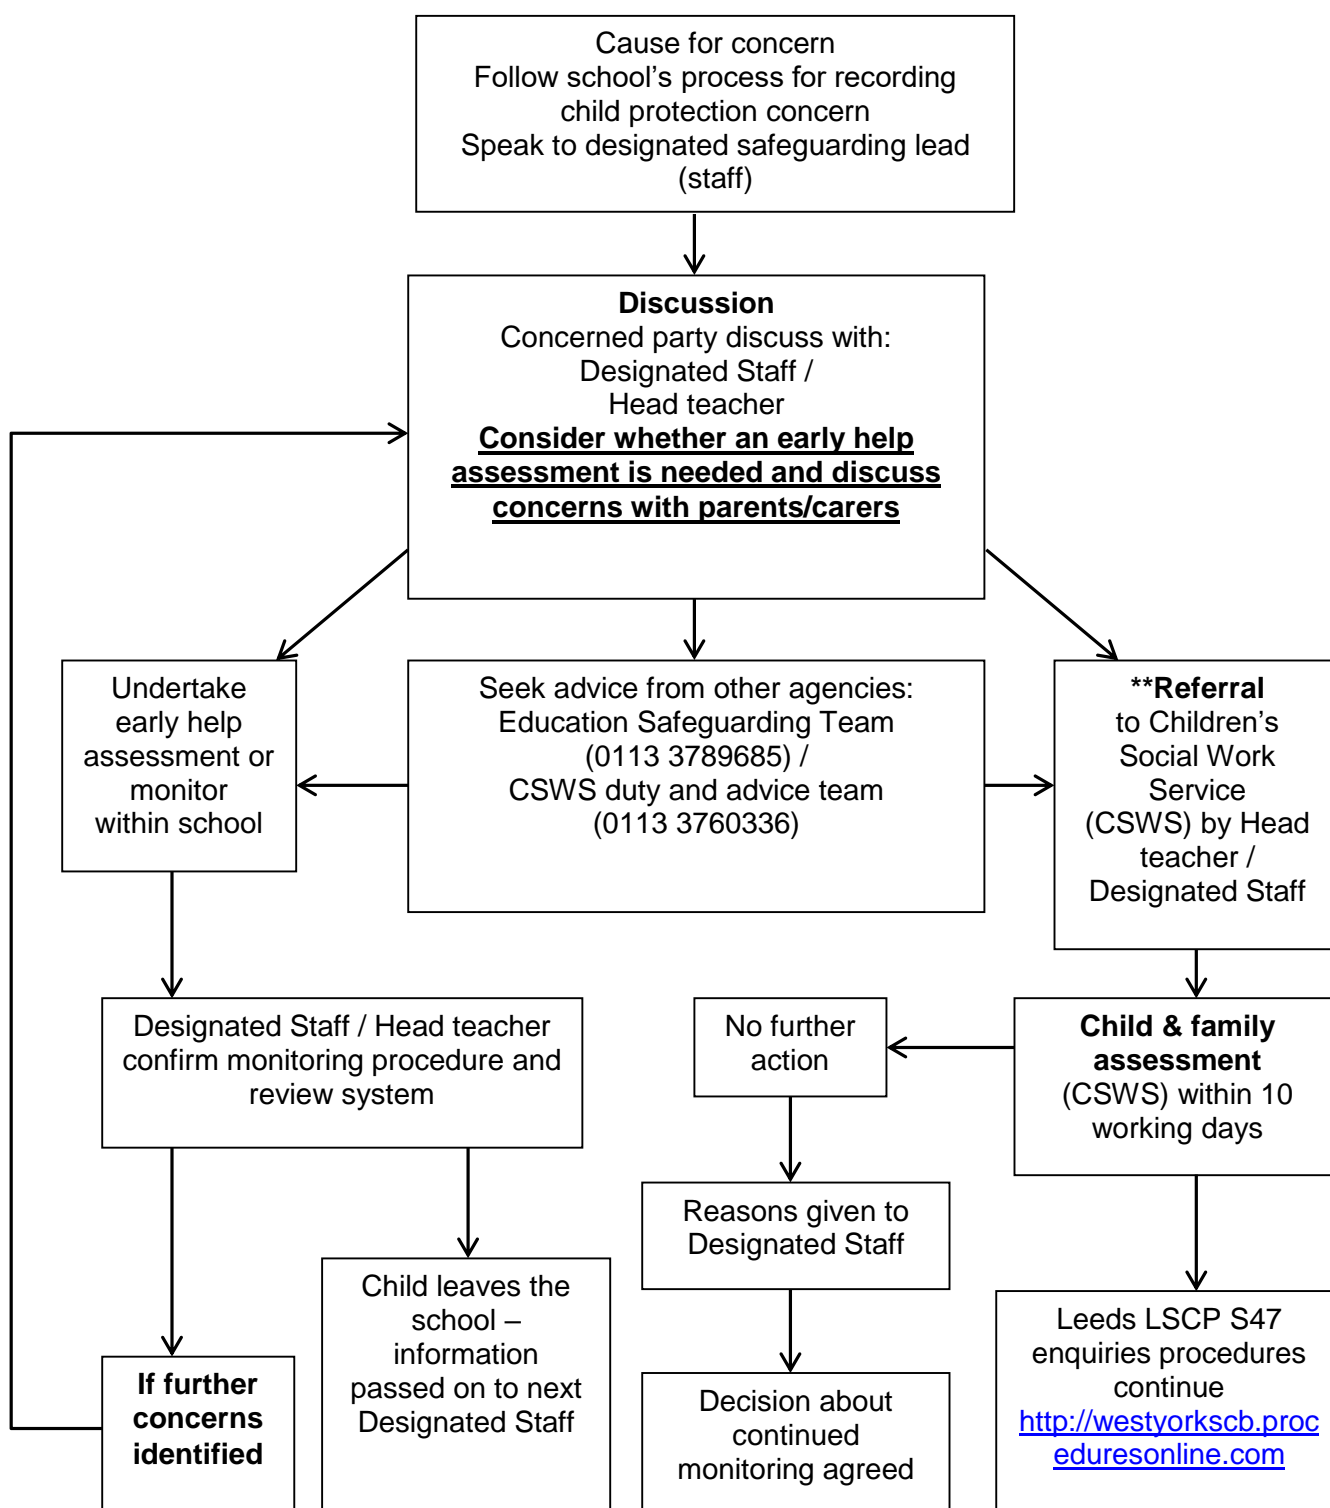 Cause for concern
Follow school’s process for recording
child protection concern
Speak to designated safeguarding lead
(staff)
Discussion
Concerned party discuss with:
Designated Staff /
Head teacher
Consider whether an early help
assessment is needed and discuss
concerns with parents/carers
Undertake
early help
assessment or
monitor
within school
Seek advice from other agencies:
Education Safeguarding Team
(0113 3789685) /
CSWS duty and advice team
(0113 3760336)
**Referral
to Children’s
Social Work
Service
(CSWS) by Head
teacher /
Designated Staff
Designated Staff / Head teacher
confirm monitoring procedure and
review system
No further
action
Child & family
assessment
(CSWS) within 10
working days
Reasons given to
Designated Staff
If further
concerns
identified
Child leaves the
school –
information
passed on to next
Designated Staff
Decision about
continued
monitoring agreed
Leeds LSCP S47
enquiries procedures
continue
http://westyorkscb.proc
eduresonline.com